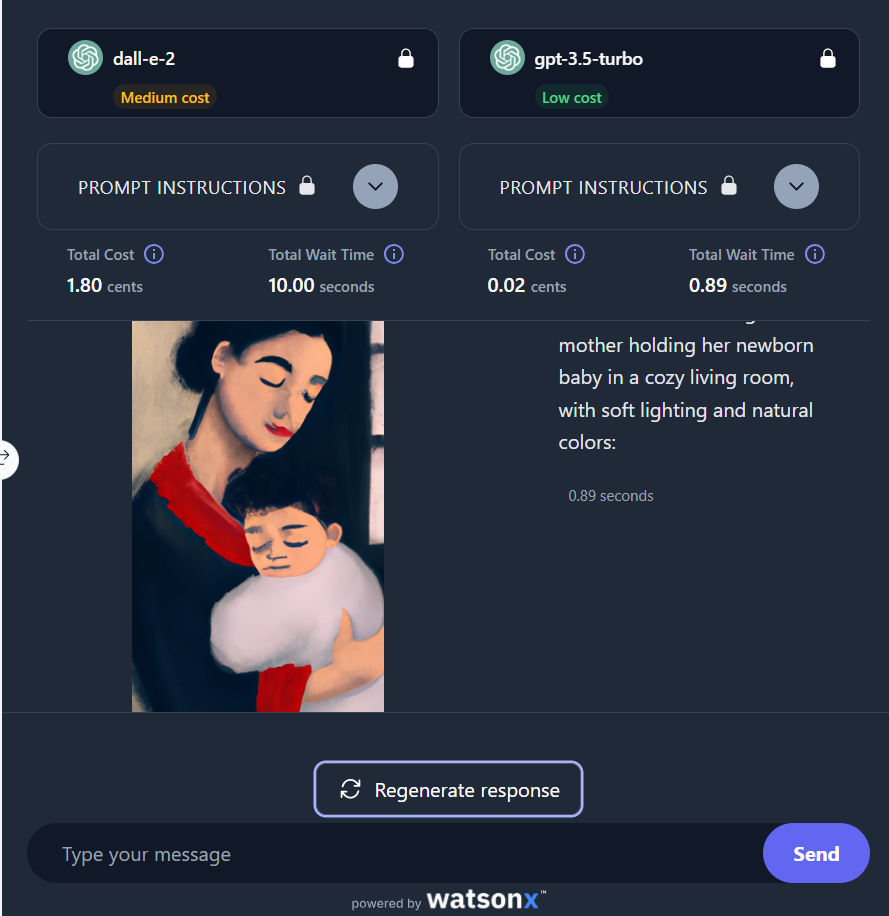 dall-e-2
Medium cost
gpt-3.5-turbo
Low cost
PROMPT INSTRUCTIONS
PROMPT INSTRUCTIONS
Total Cost
1.80 cents
Total Wait Time
10.00 seconds
Total Cost
0.02 cents
Total Wait Time
0.89 seconds
mother holding her newborn
baby in a cozy living room,
with soft lighting and natural
colors:
0.89 seconds
Regenerate response
Type your message
Send
powered by watsonx™